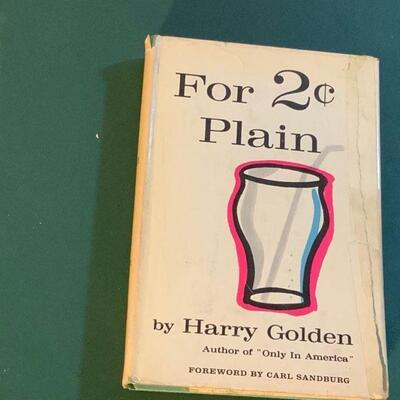 For 2¢
Plain
by Harry Golden
Author of "Only In America"
FOREWORD BY CARL SANDBURG